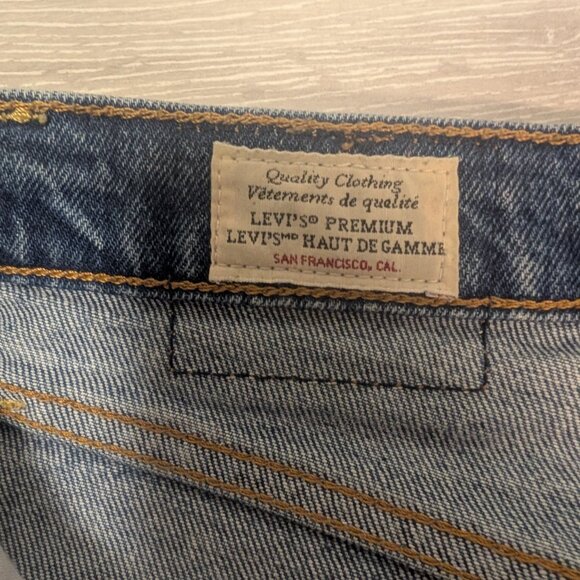 Quality Clothing
Vêtements de qualité
LEVI'S® PREMIUM
LEVI'Sᴹᴰ HAUT DE GAMME
SAN FRANCISCO, CAL.